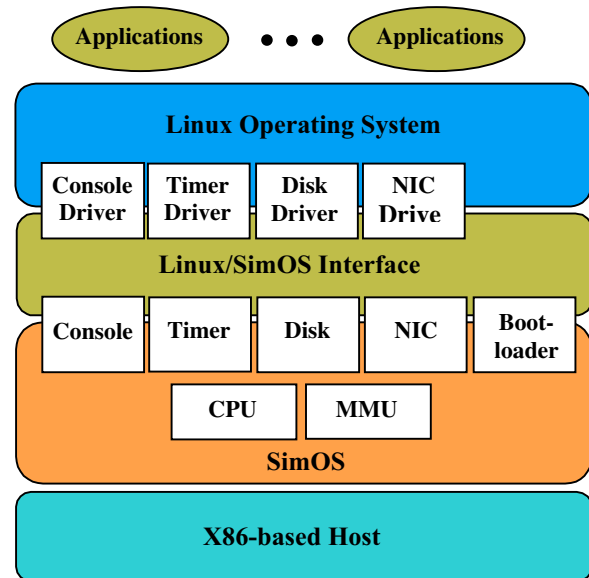 Applications
Applications
Linux Operating System
Console
Driver
Timer
Driver
Disk
Driver
NIC
Drive
Linux/SimOS Interface
Console
Timer
Disk
NIC
Boot-
loader
CPU
MMU
SimOS
X86-based Host